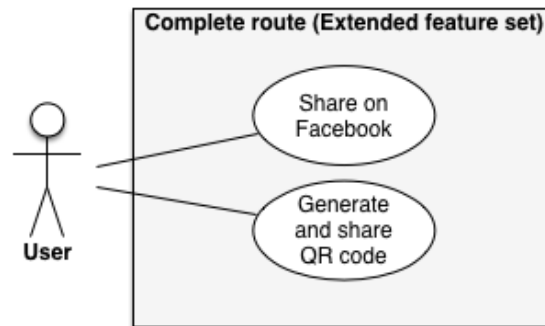 Complete route (Extended feature set)
Share on
Facebook
Generate
and share
QR code
User